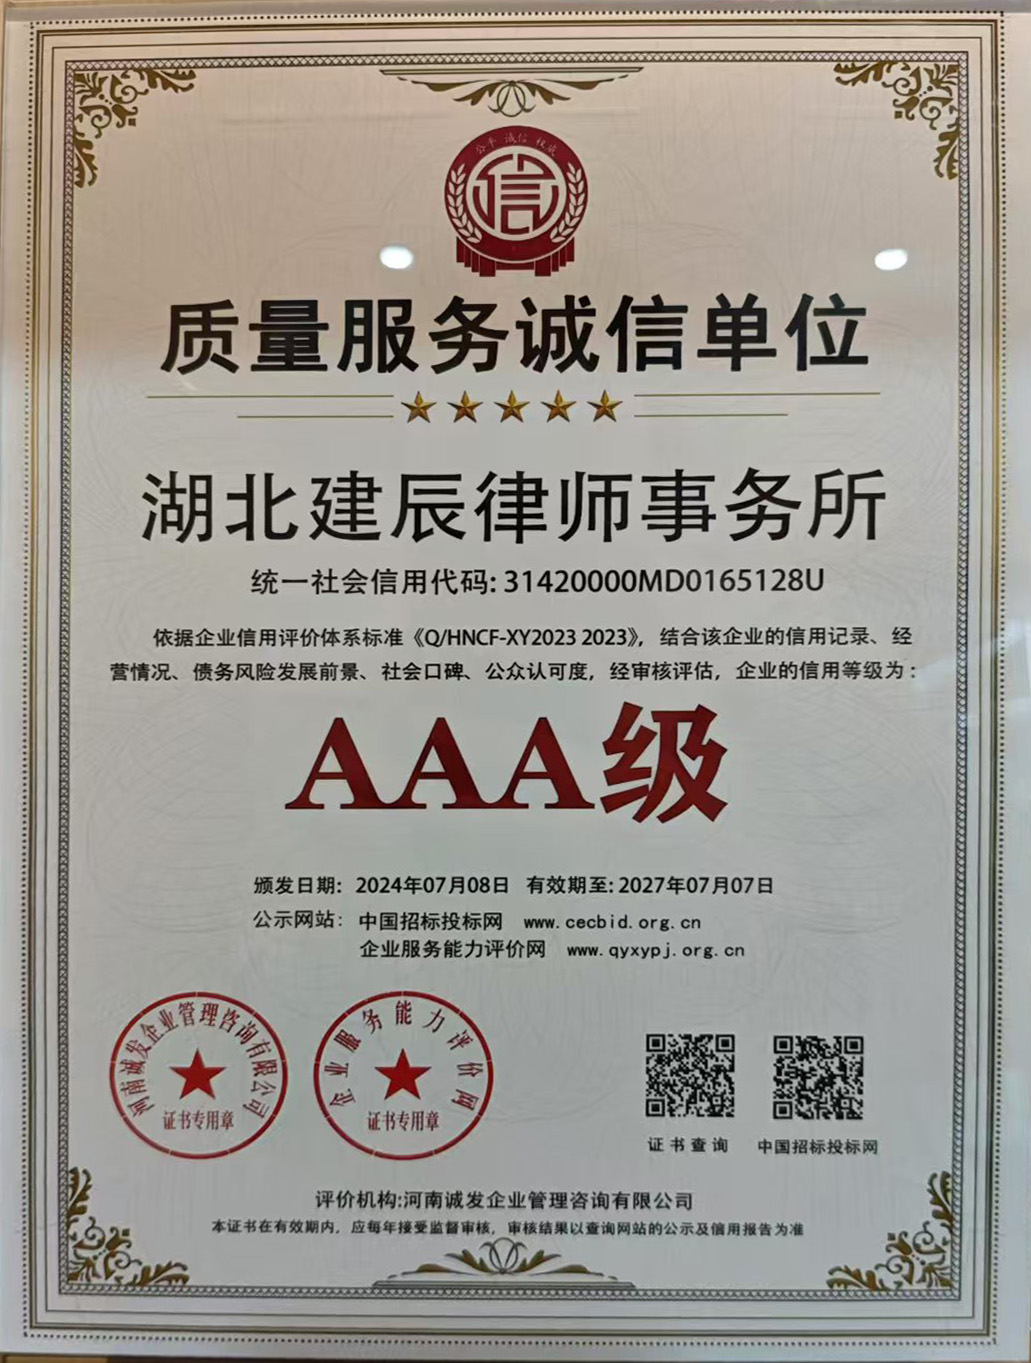 公平 诚信 权威
信
质量服务诚信单位
湖北建辰律师事务所
统一社会信用代码: 31420000MD0165128U
依据企业信用评价体系标准《Q/HNCF-XY2023 2023》，结合该企业的信用记录、经
营情况、债务风险发展前景、社会口碑、公众认可度，经审核评估，企业的信用等级为：
AAA级
颁发日期：2024年07月08日 有效期至: 2027年07月07日
公示网站：中国招标投标网 www.cecbid.org.cn
企业服务能力评价网 www.qyxypj.org.cn
河南诚发企业管理咨询有限公司
证书专用章
企业服务能力评价网
证书专用章
证书查询
中国招标投标网
评价机构:河南诚发企业管理咨询有限公司
本证书在有效期内，应每年接受监督审核，审核结果以查询网站的公示及信用报告为准